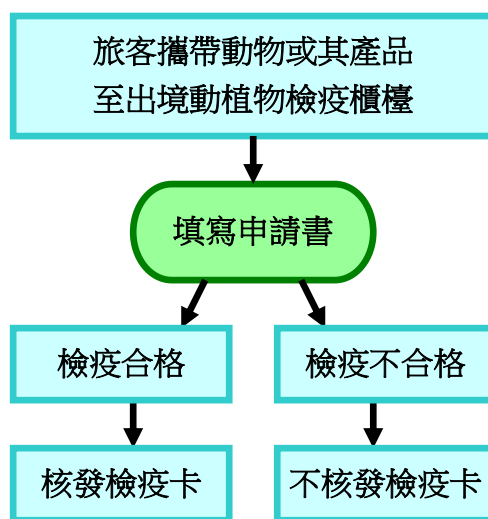 旅客攜帶動物或其產品
至出境動植物檢疫櫃檯
填寫申請書
檢疫合格
檢疫不合格
核發檢疫卡
不核發檢疫卡